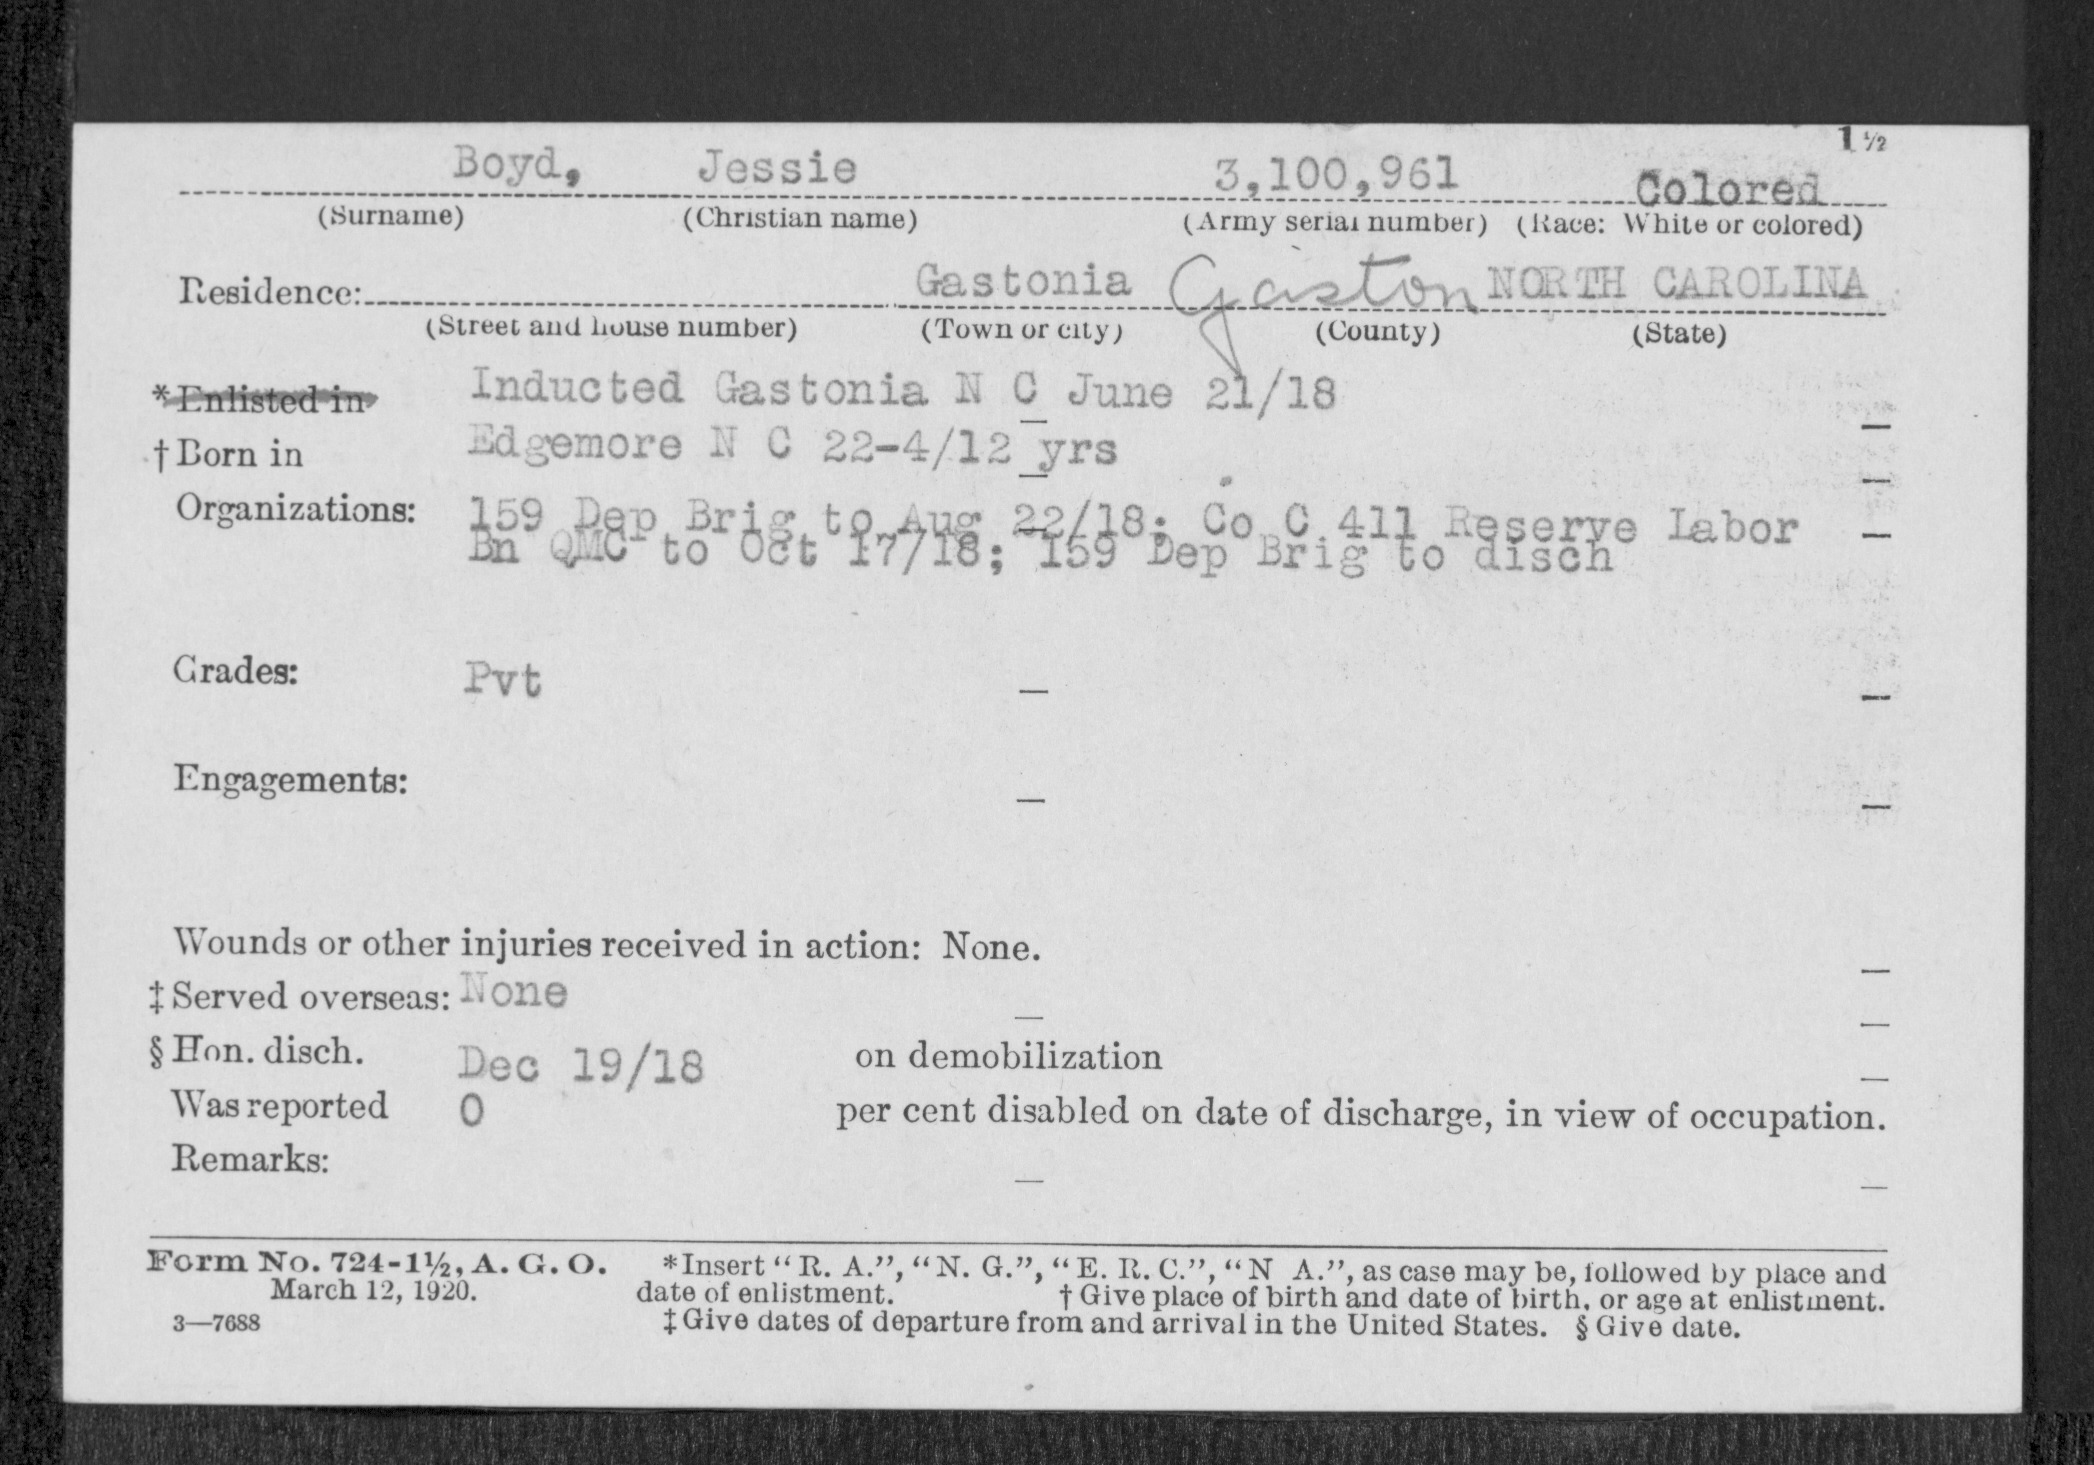 1 ½
Boyd, Jessie 3,100,961 Colored
(Surname) (Christian name) (Army serial number) (Race: White or colored)
Residence: Gastonia Gaston NORTH CAROLINA
(Street and house number) (Town or city) (County) (State)
* Enlisted in Inducted Gastonia N C June 21/18
† Born in Edgemore N C 22-4/12 yrs
Organizations: 159 Dep Brig to Aug 22/18; Co C 411 Reserve Labor
Bn QMC to Oct 17/18; 159 Dep Brig to disch
Grades: Pvt
Engagements:
Wounds or other injuries received in action: None.
‡ Served overseas: None
§ Hon. disch. Dec 19/18 on demobilization
Was reported 0 per cent disabled on date of discharge, in view of occupation.
Remarks:
Form No. 724-1½, A. G. O. *Insert "R. A.", "N. G.", "E. R. C.", "N A.", as case may be, followed by place and
March 12, 1920. date of enlistment. † Give place of birth and date of birth, or age at enlistment.
3—7688 ‡ Give dates of departure from and arrival in the United States. § Give date.